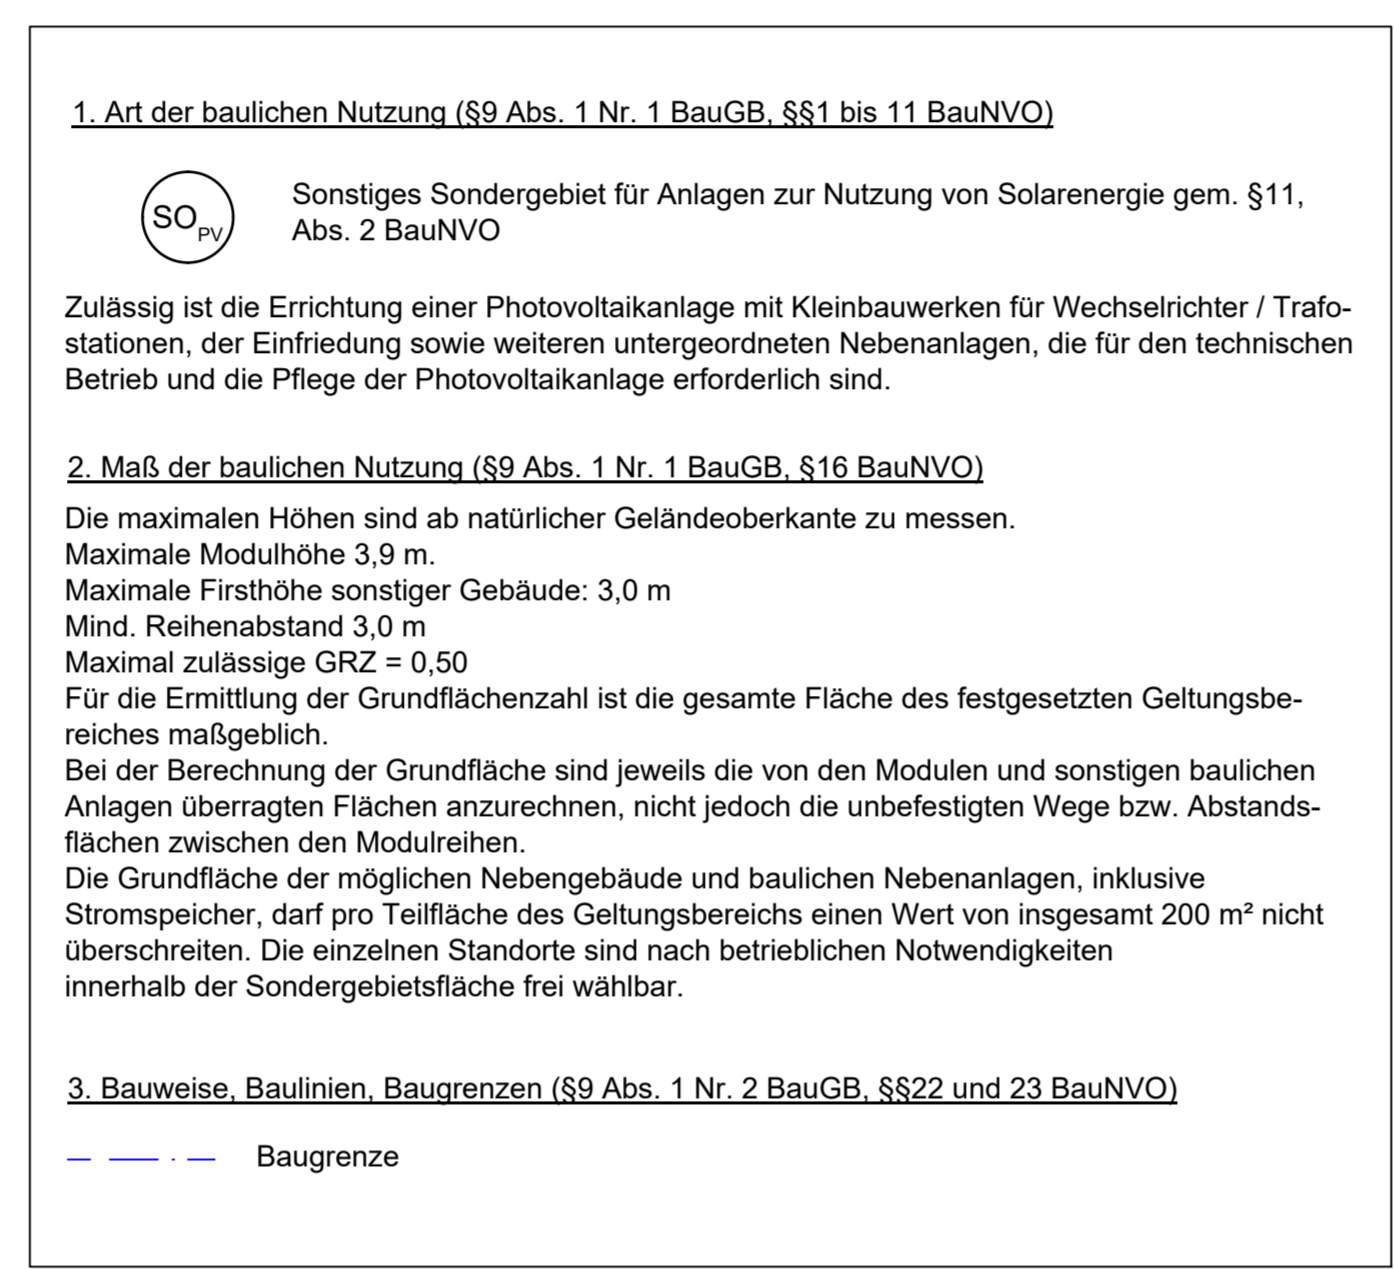 1. Art der baulichen Nutzung (§9 Abs. 1 Nr. 1 BauGB, §§1 bis 11 BauNVO)
SO PV
Sonstiges Sondergebiet für Anlagen zur Nutzung von Solarenergie gem. §11,
Abs. 2 BauNVO
Zulässig ist die Errichtung einer Photovoltaikanlage mit Kleinbauwerken für Wechselrichter / Trafo-
stationen, der Einfriedung sowie weiteren untergeordneten Nebenanlagen, die für den technischen
Betrieb und die Pflege der Photovoltaikanlage erforderlich sind.
2. Maß der baulichen Nutzung (§9 Abs. 1 Nr. 1 BauGB, §16 BauNVO)
Die maximalen Höhen sind ab natürlicher Geländeoberkante zu messen.
Maximale Modulhöhe 3,9 m.
Maximale Firsthöhe sonstiger Gebäude: 3,0 m
Mind. Reihenabstand 3,0 m
Maximal zulässige GRZ = 0,50
Für die Ermittlung der Grundflächenzahl ist die gesamte Fläche des festgesetzten Geltungsbe-
reiches maßgeblich.
Bei der Berechnung der Grundfläche sind jeweils die von den Modulen und sonstigen baulichen
Anlagen überragten Flächen anzurechnen, nicht jedoch die unbefestigten Wege bzw. Abstands-
flächen zwischen den Modulreihen.
Die Grundfläche der möglichen Nebengebäude und baulichen Nebenanlagen, inklusive
Stromspeicher, darf pro Teilfläche des Geltungsbereichs einen Wert von insgesamt 200 m² nicht
überschreiten. Die einzelnen Standorte sind nach betrieblichen Notwendigkeiten
innerhalb der Sondergebietsfläche frei wählbar.
3. Bauweise, Baulinien, Baugrenzen (§9 Abs. 1 Nr. 2 BauGB, §§22 und 23 BauNVO)
Baugrenze